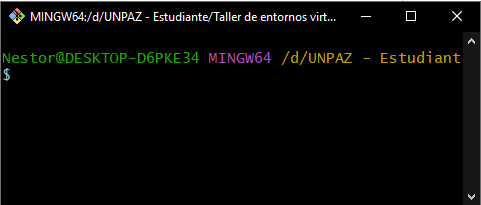 MINGW64:/d/UNPAZ - Estudiante/Taller de entornos virt...
Nestor@DESKTOP-D6PKE34 MINGW64 /d/UNPAZ - Estudiant
$